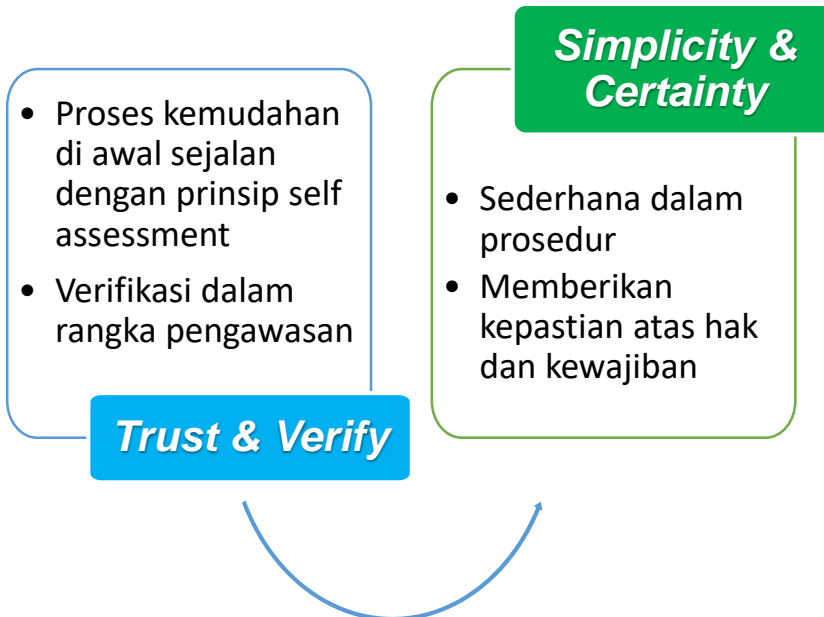 • Proses kemudahan
di awal sejalan
dengan prinsip self
assessment
• Verifikasi dalam
rangka pengawasan
Trust & Verify
Simplicity &
Certainty
• Sederhana dalam
prosedur
• Memberikan
kepastian atas hak
dan kewajiban